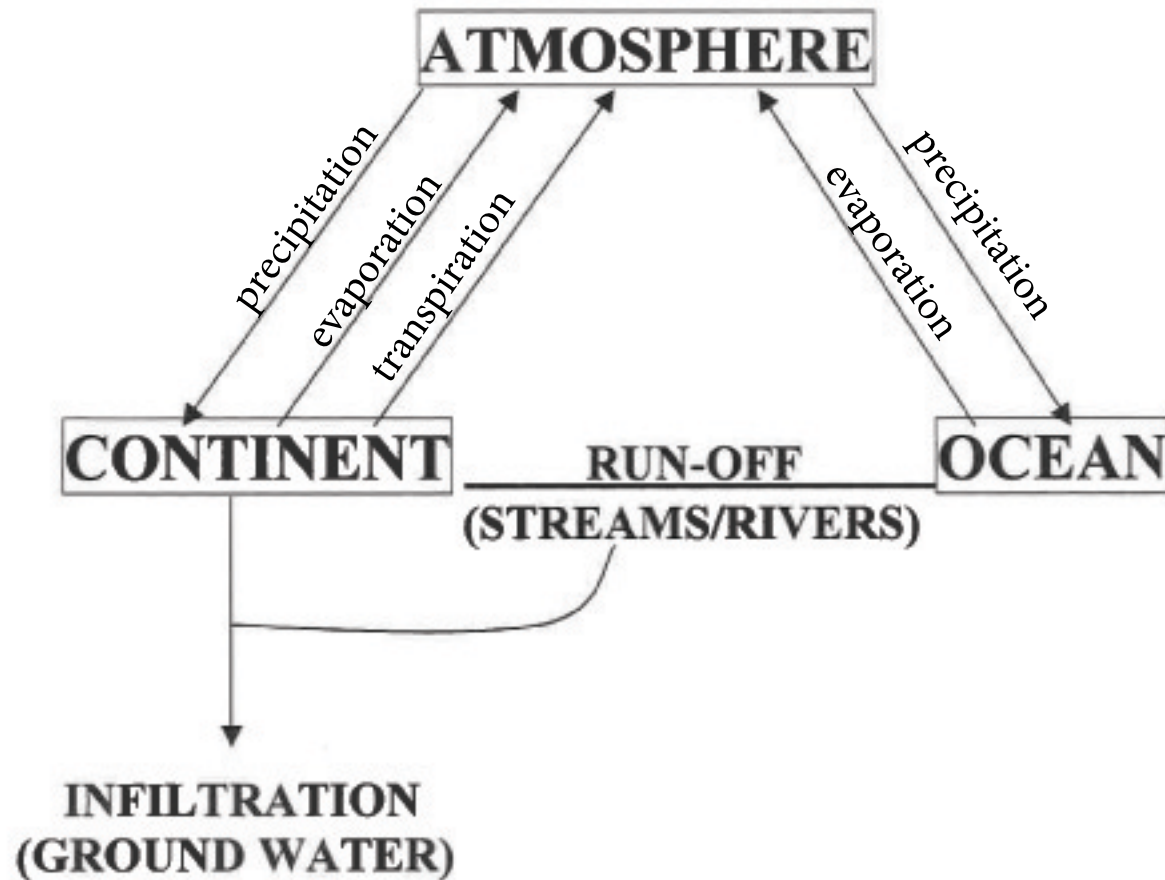 ATMOSPHERE
precipitation
evaporation
transpiration
evaporation
precipitation
CONTINENT
RUN-OFF
(STREAMS/RIVERS)
OCEAN
INFILTRATION
(GROUND WATER)